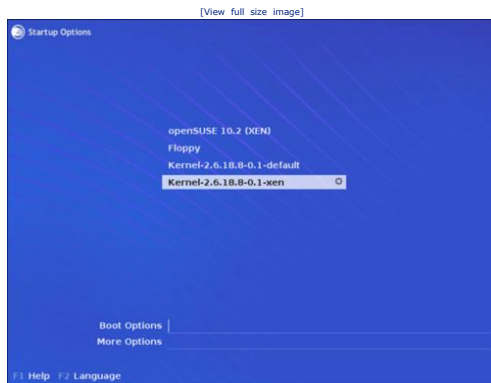 [View full size image]
Startup Options
openSUSE 10.2 (XEN)
Floppy
Kernel-2.6.18.8-0.1-default
Kernel-2.6.18.8-0.1-xen
Boot Options
More Options
F1 Help F2 Language